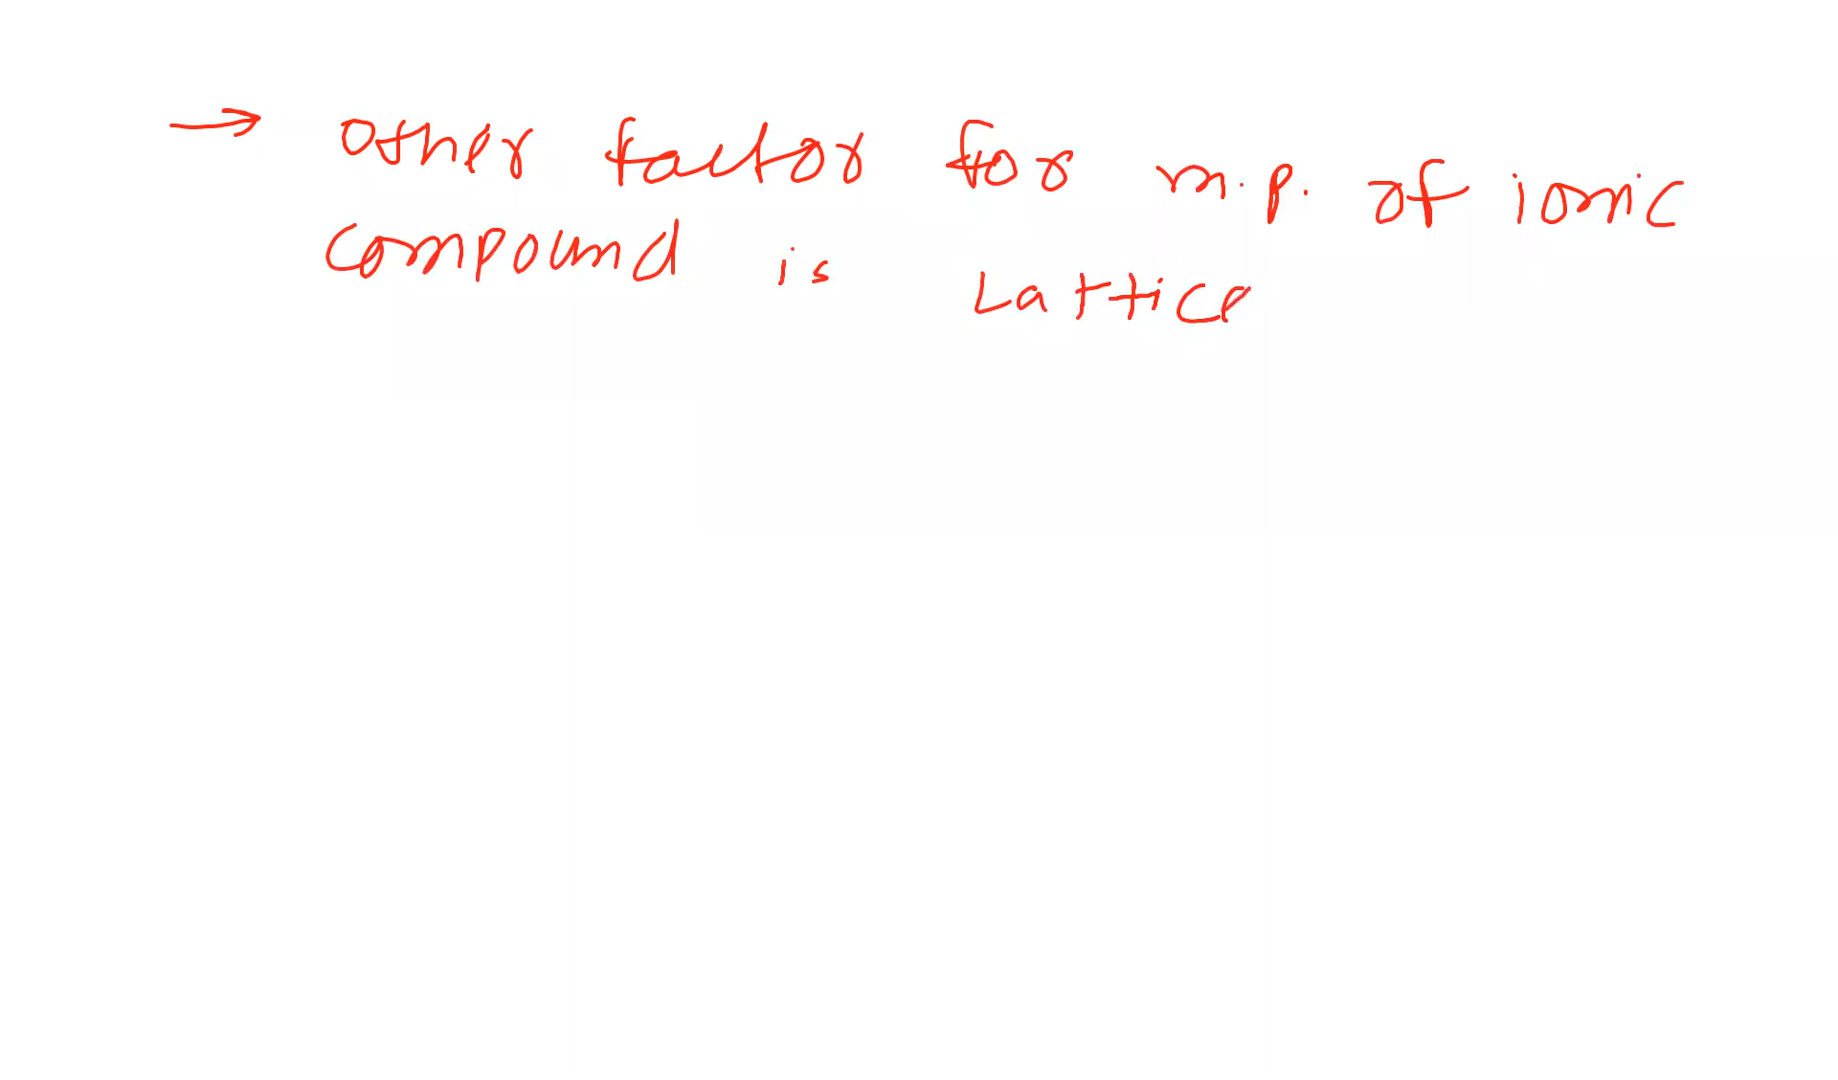 → Other factor for m.p. of ionic
compound is Lattice